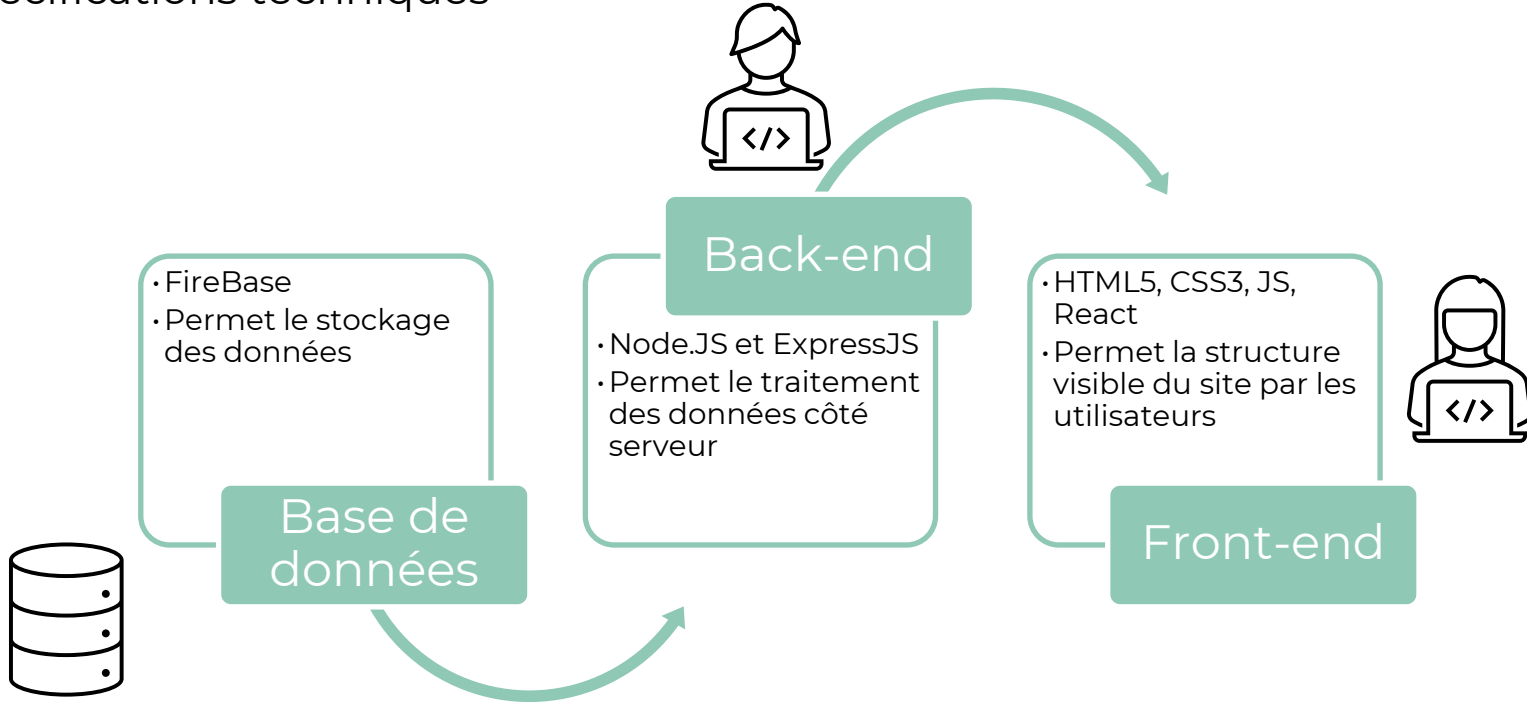 · FireBase
· Permet le stockage
des données
Base de
données
Back-end
· Node.JS et ExpressJS
· Permet le traitement
des données côté
serveur
· HTML5, CSS3, JS,
React
· Permet la structure
visible du site par les
utilisateurs
Front-end
</>
</>